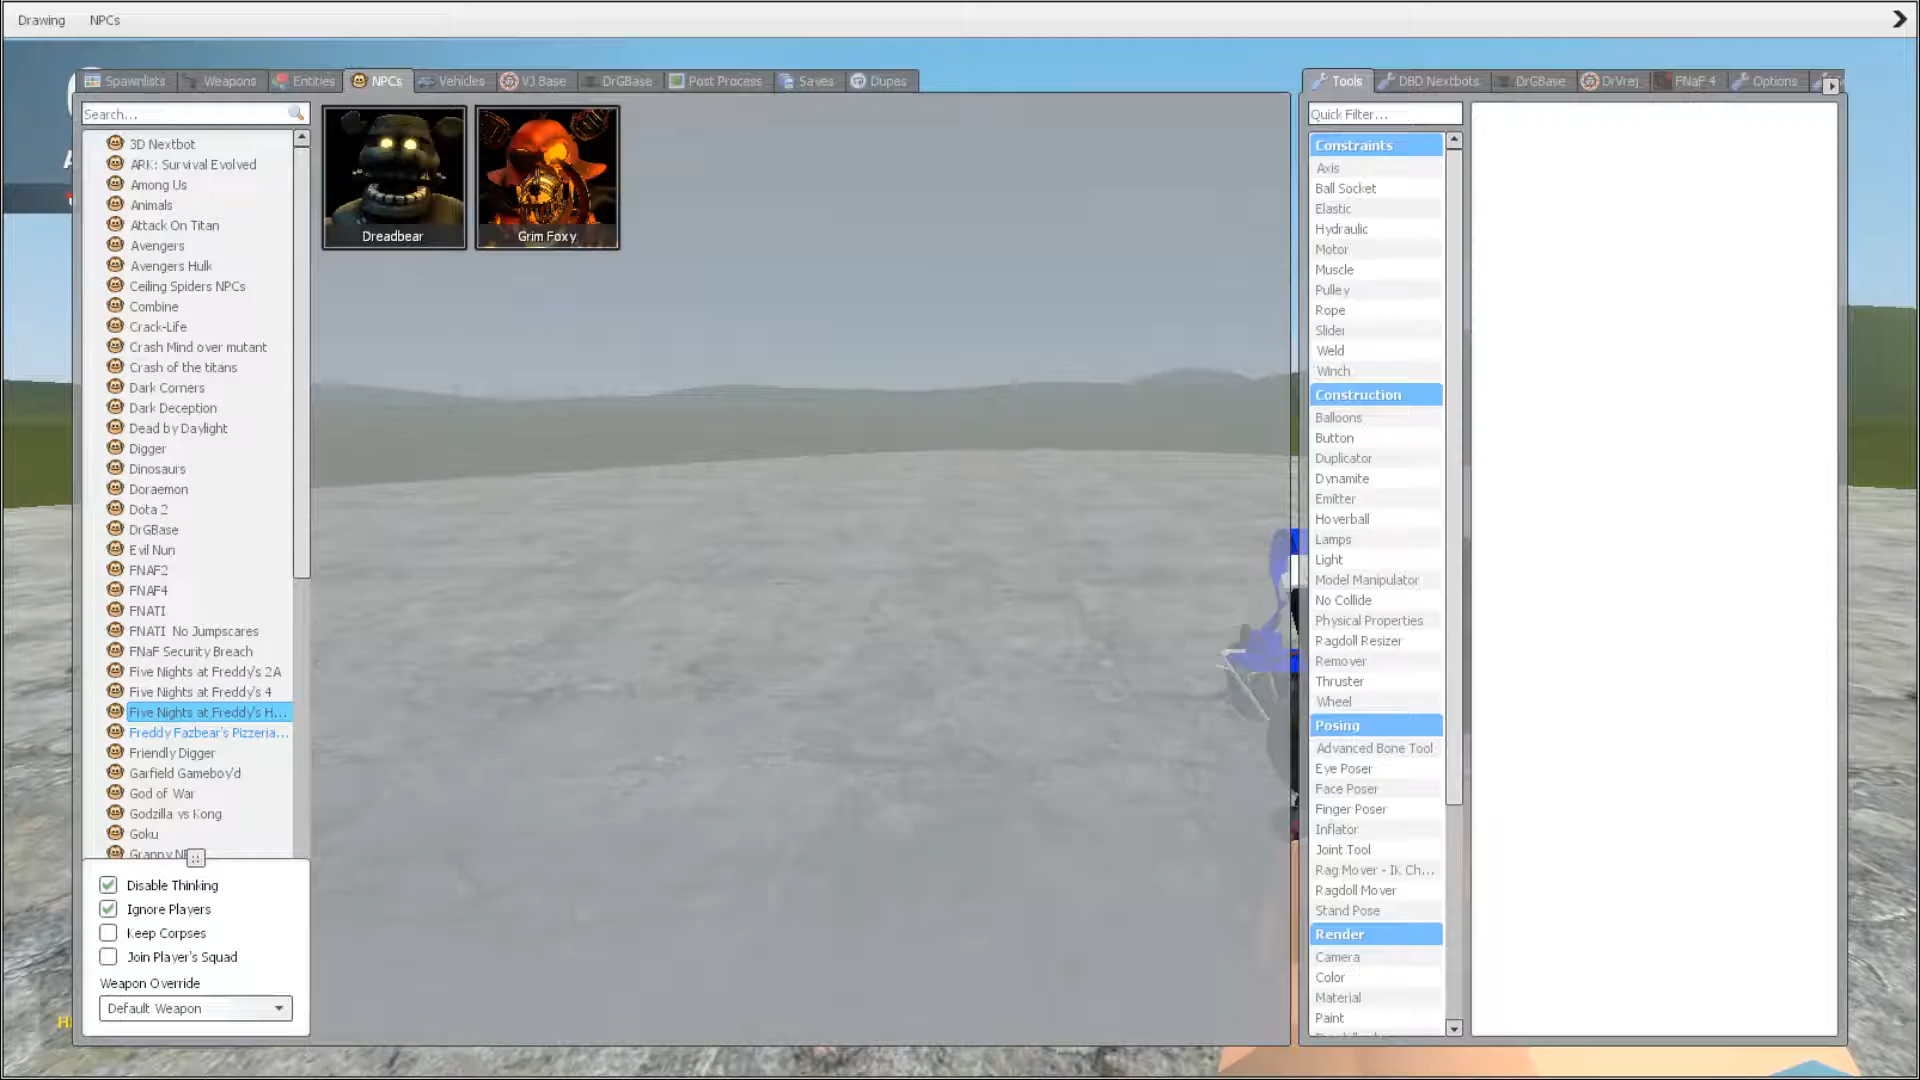 Drawing NPCs
Spawnlists Weapons Entities NPCs Vehicles VJ Base DrGBase Post Process Saves Dupes
Search...
3D Nextbot
ARK: Survival Evolved
Among Us
Animals
Attack On Titan
Avengers
Avengers Hulk
Ceiling Spiders NPCs
Combine
Crack-Life
Crash Mind over mutant
Crash of the titans
Dark Corners
Dark Deception
Dead by Daylight
Digger
Dinosaurs
Doraemon
Dota 2
DrGBase
Evil Nun
FNAF2
FNAF4
FNATI
FNATI No Jumpscares
FNaF Security Breach
Five Nights at Freddy's 2A
Five Nights at Freddy's 4
Five Nights at Freddy's H...
Freddy Fazbear's Pizzeria...
Friendly Digger
Garfield Gameboy'd
God of War
Godzilla vs Kong
Goku
Granny
Disable Thinking
Ignore Players
Keep Corpses
Join Player's Squad
Weapon Override
Default Weapon
Dreadbear
Grim Foxy
Tools DBD Nextbots DrGBase DrVrej FNaF 4 Options
Quick Filter...
Constraints
Axis
Ball Socket
Elastic
Hydraulic
Motor
Muscle
Pulley
Rope
Slider
Weld
Winch
Construction
Balloons
Button
Duplicator
Dynamite
Emitter
Hoverball
Lamps
Light
Model Manipulator
No Collide
Physical Properties
Ragdoll Resizer
Remover
Thruster
Wheel
Posing
Advanced Bone Tool
Eye Poser
Face Poser
Finger Poser
Inflator
Joint Tool
Rag Mover - IK Ch...
Ragdoll Mover
Stand Pose
Render
Camera
Color
Material
Paint